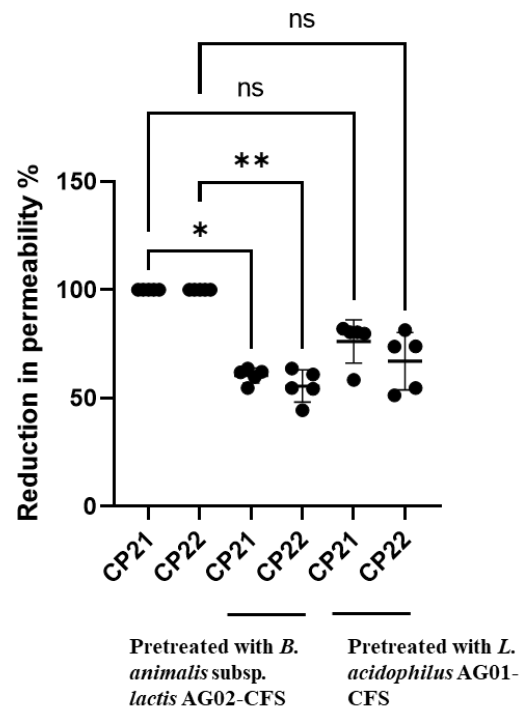 ns
ns
**
*
Reduction in permeability %
150
100
50
0
CP21
CP22
CP21
CP22
CP21
CP22
Pretreated with B.
animalis subsp.
lactis AG02-CFS
Pretreated with L.
acidophilus AG01-
CFS